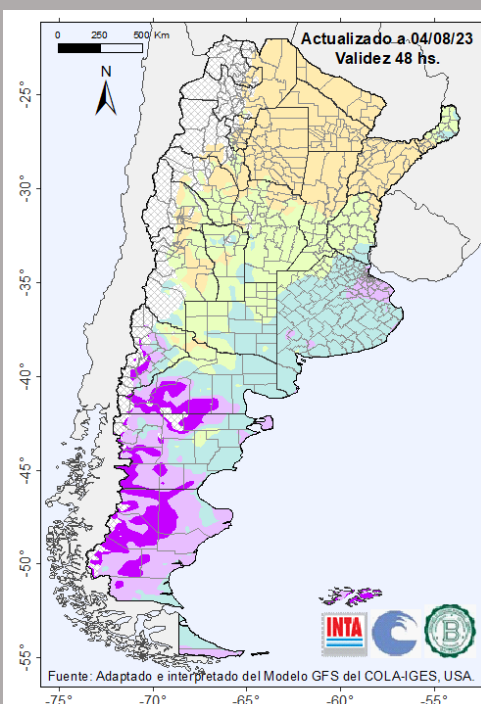 Actualizado a 04/08/23
Validez 48 hs.
0 250 500 Km
N
-25°
-30°
-35°
-40°
-45°
-50°
-55°
INTA
B
Fuente: Adaptado e interpretado del Modelo GFS del COLA-IGES, USA.
-75° -70° -65° -60° -55°